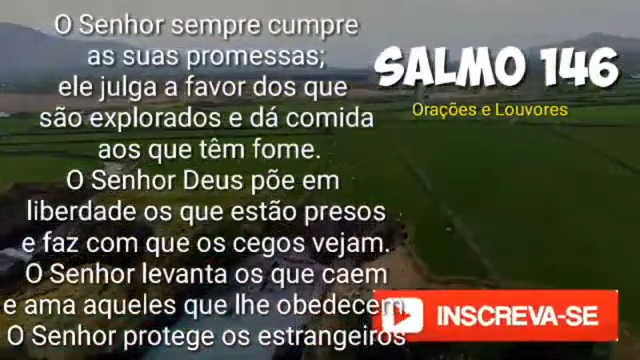 O Senhor sempre cumpre
as suas promessas;
ele julga a favor dos que
são explorados e dá comida
aos que têm fome.
O Senhor Deus põe em
liberdade os que estão presos
e faz com que os cegos vejam.
O Senhor levanta os que caem
e ama aqueles que lhe obedecem.
O Senhor protege os estrangeiros
SALMO 146
Orações e Louvores
INSCREVA-SE